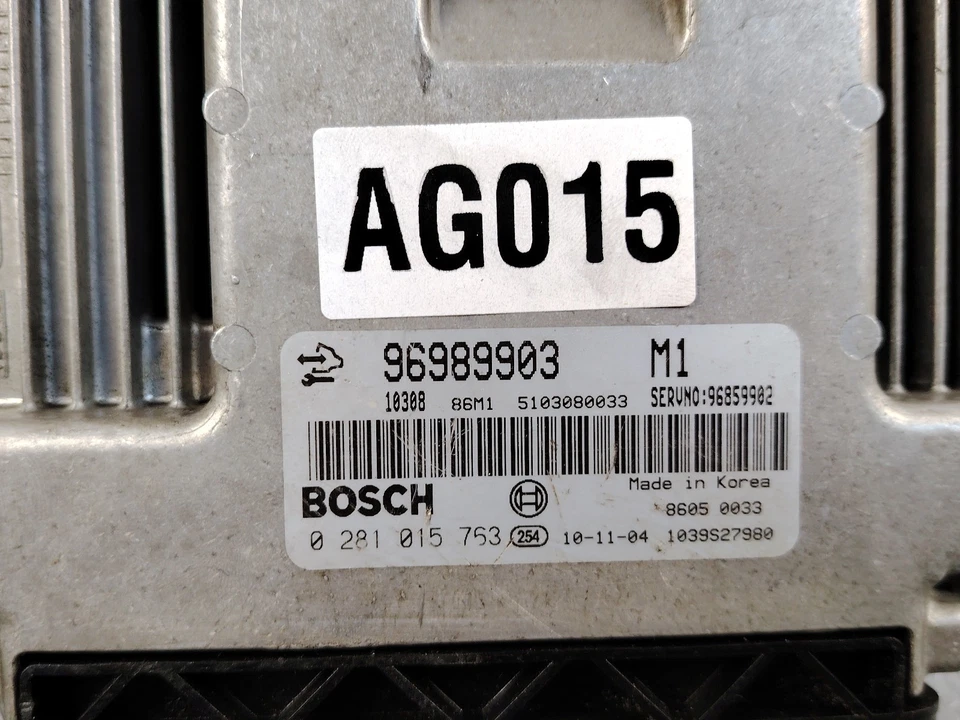 AG015
96989903 M1
10308 86M1 5103080033 SERVNO:96859902
Made in Korea
BOSCH
8605 0033
0 281 015 763 254 10-11-04 1039S27980